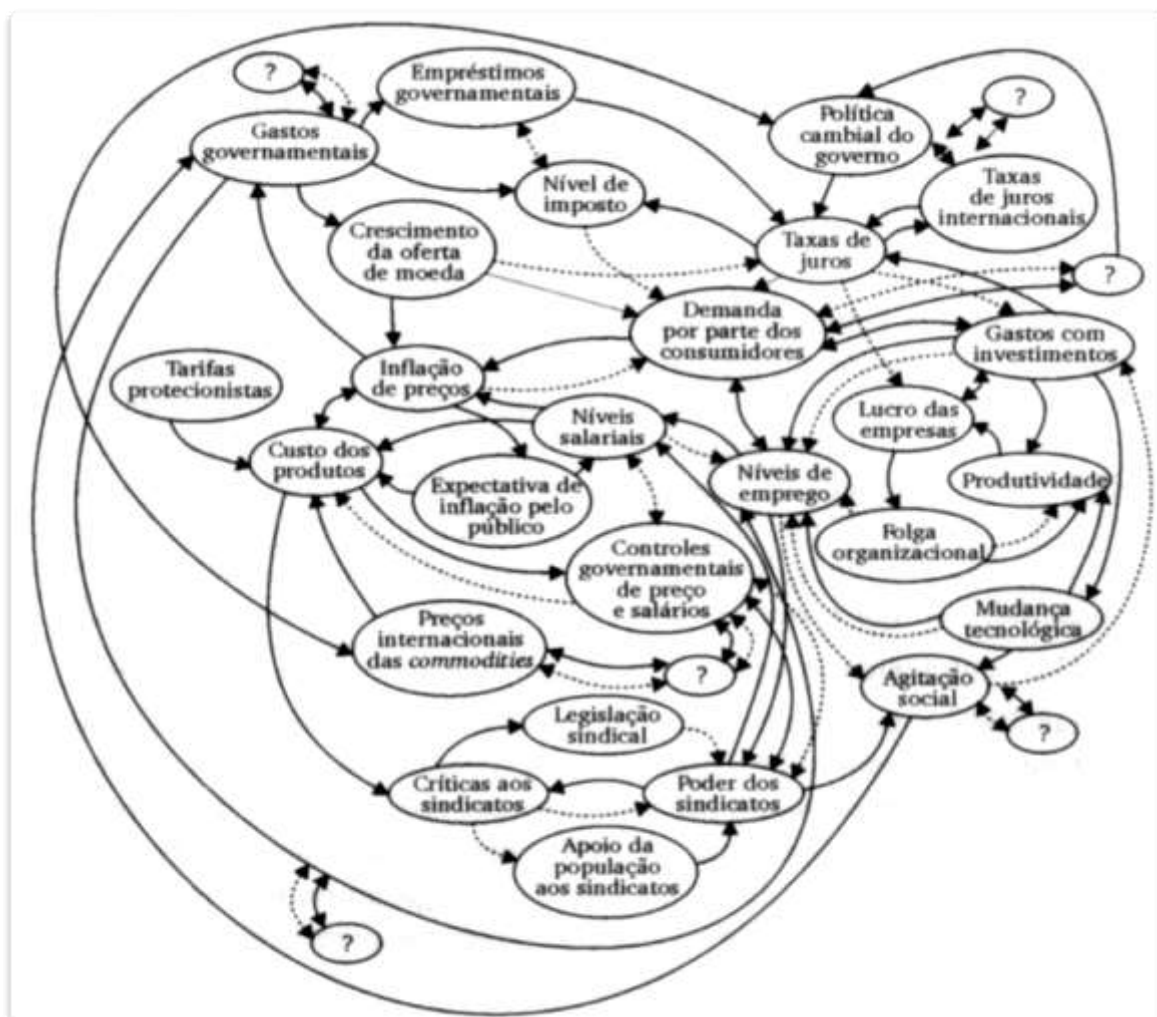 ?
Empréstimos
governamentais
Política
cambial do
governo
?
Gastos
governamentais
Nível de
imposto
Taxas
de juros
internacionais
Crescimento
da oferta
de moeda
Taxas de
juros
?
Demanda
por parte dos
consumidores
Gastos com
investimentos
Tarifas
protecionistas
Inflação
de preços
Níveis
salariais
Lucro das
empresas
Custo dos
produtos
Expectativa de
inflação pelo
público
Níveis de
emprego
Produtividade
Folga
organizacional
Controles
governamentais
de preço
e salários
Mudança
tecnológica
Preços
internacionais
das commodities
?
Agitação
social
?
Legislação
sindical
Críticas aos
sindicatos
Poder dos
sindicatos
Apoio da
população
aos sindicatos
?